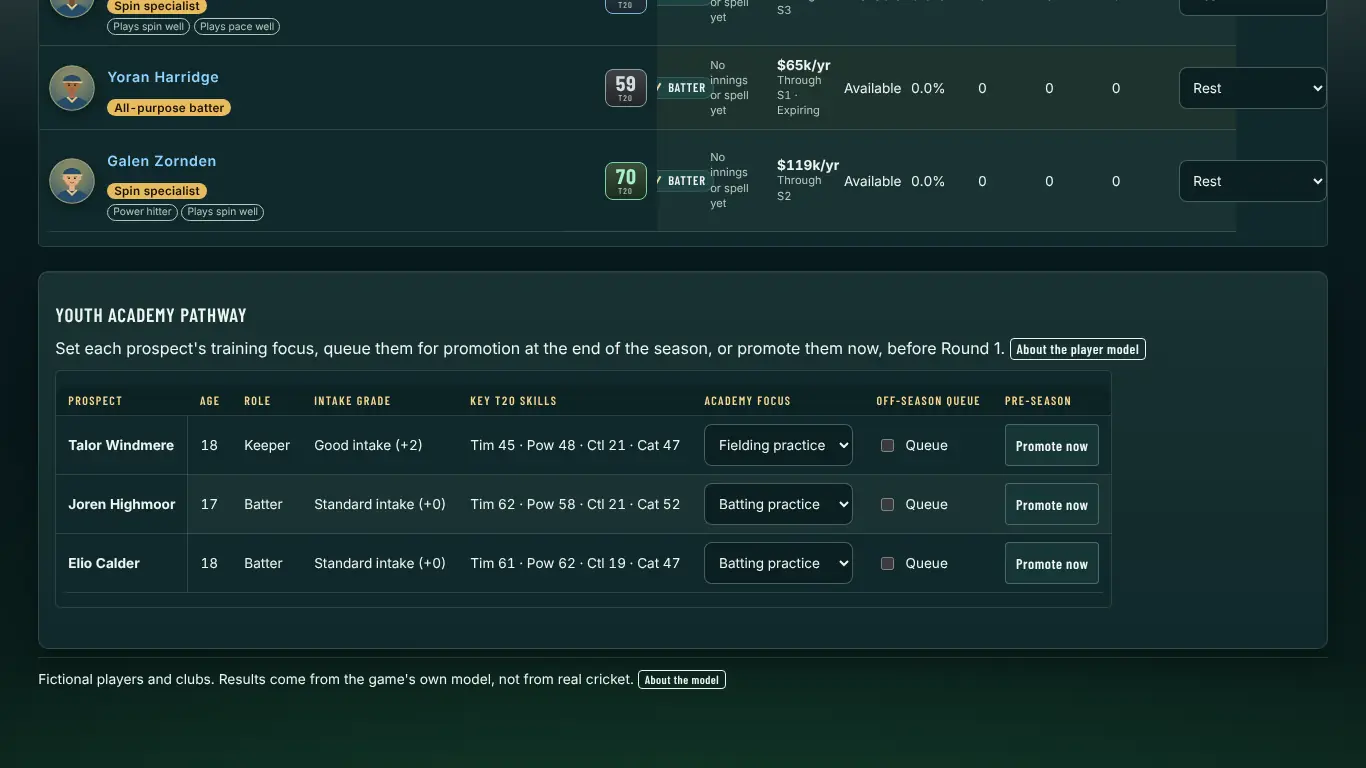 Spin specialist
T20
or spell
yet
S3
Plays spin well Plays pace well
Yoran Harridge
All-purpose batter
59
T20
BATTER
No
innings
or spell
yet
$65k/yr
Through
S1 ·
Expiring
Available 0.0% 0 0 0 Rest
Galen Zornden
Spin specialist
Power hitter Plays spin well
70
T20
BATTER
No
innings
or spell
yet
$119k/yr
Through
S2
Available 0.0% 0 0 0 Rest
YOUTH ACADEMY PATHWAY
Set each prospect's training focus, queue them for promotion at the end of the season, or promote them now, before Round 1. About the player model
PROSPECT AGE ROLE INTAKE GRADE KEY T20 SKILLS ACADEMY FOCUS OFF-SEASON QUEUE PRE-SEASON
Talor Windmere 18 Keeper Good intake (+2) Tim 45 · Pow 48 · Ctl 21 · Cat 47 Fielding practice Queue Promote now
Joren Highmoor 17 Batter Standard intake (+0) Tim 62 · Pow 58 · Ctl 21 · Cat 52 Batting practice Queue Promote now
Elio Calder 18 Batter Standard intake (+0) Tim 61 · Pow 62 · Ctl 19 · Cat 47 Batting practice Queue Promote now
Fictional players and clubs. Results come from the game's own model, not from real cricket. About the model